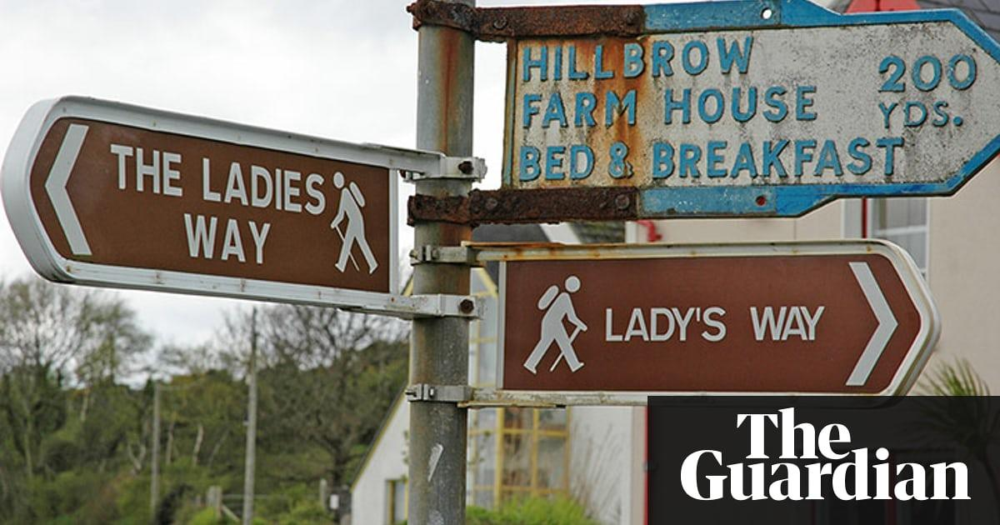 THE LADIES
WAY
HILLBROW
FARM HOUSE
BED & BREAKFAST
200
YDS.
LADY'S WAY
The
Guardian